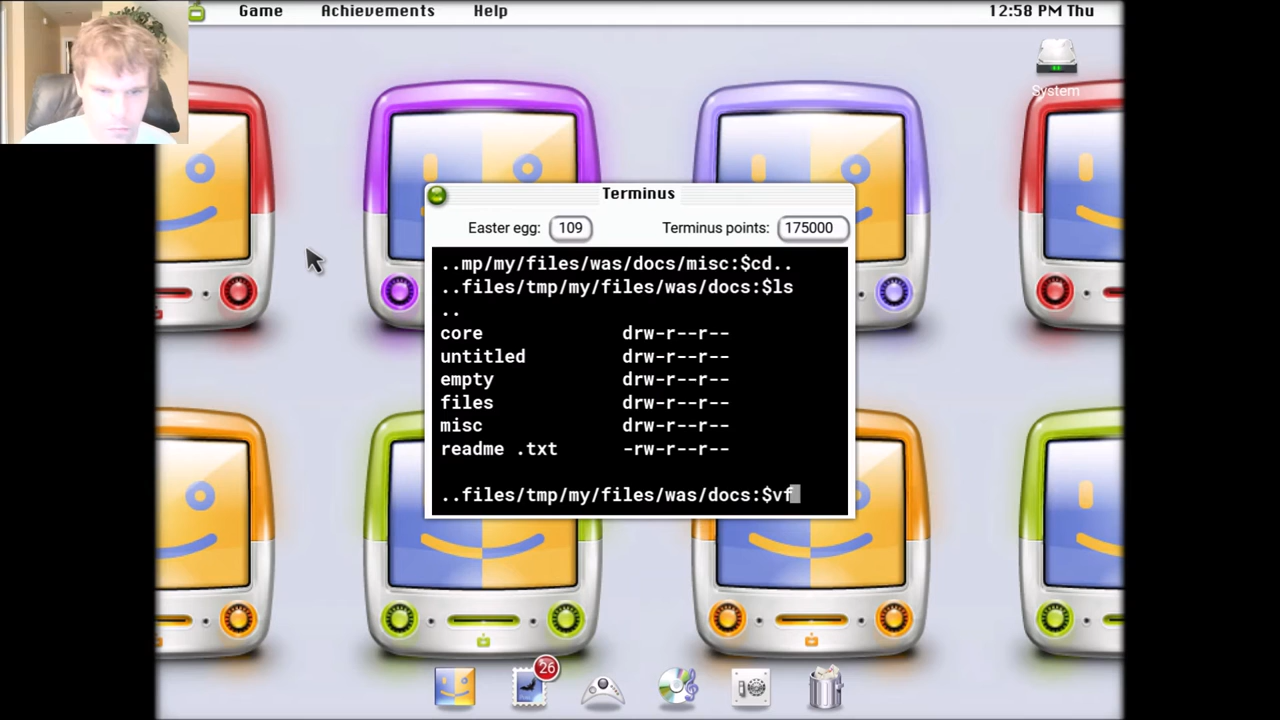 Game Achievements Help 12:58 PM Thu
System
Terminus
Easter egg: 109 Terminus points: 175000
..mp/my/files/was/docs/misc:$cd..
..files/tmp/my/files/was/docs:$ls
..
core drw-r--r--
untitled drw-r--r--
empty drw-r--r--
files drw-r--r--
misc drw-r--r--
readme .txt -rw-r--r--
..files/tmp/my/files/was/docs:$vf
26